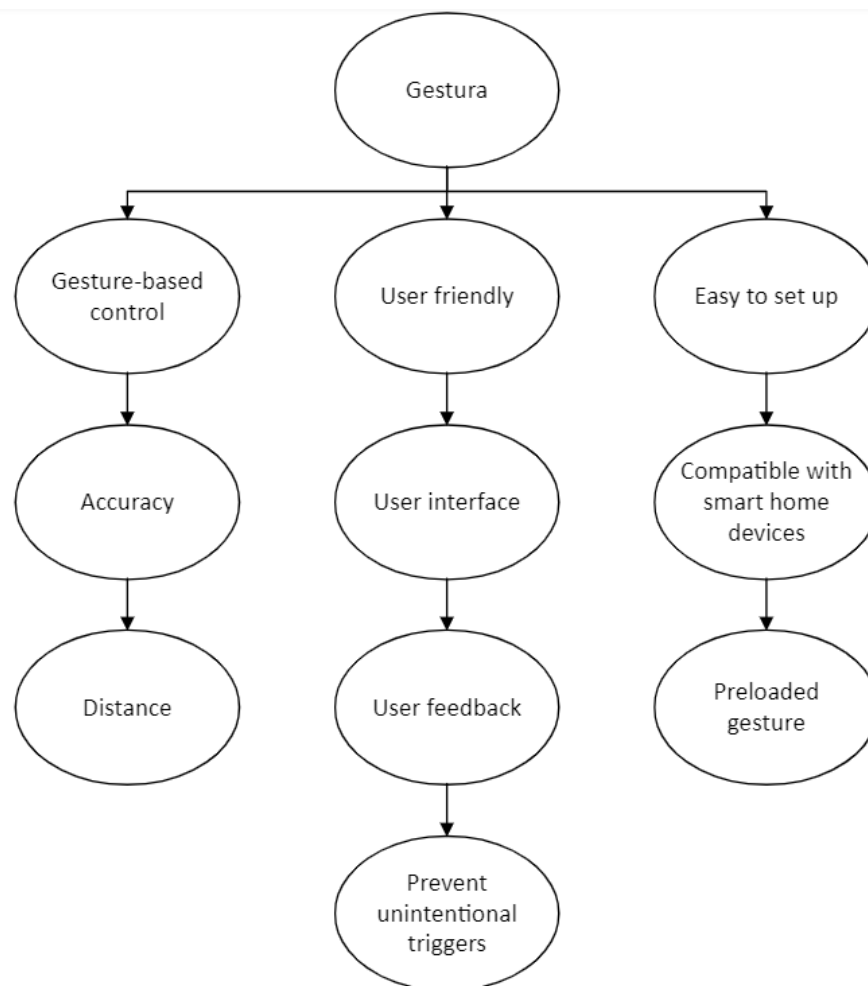 Gestura
Gesture-based
control
User friendly
Easy to set up
Accuracy
User interface
Compatible with
smart home
devices
Distance
User feedback
Preloaded
gesture
Prevent
unintentional
triggers